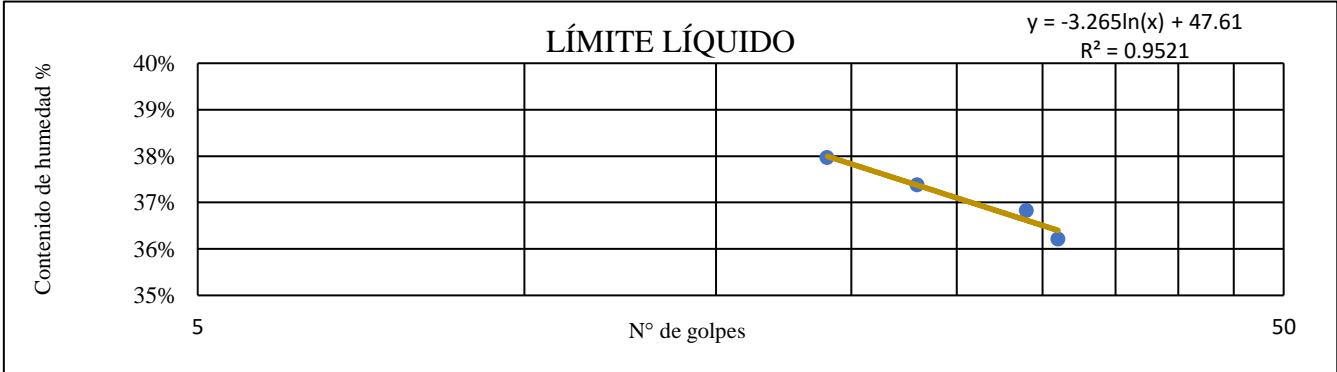 LÍMITE LÍQUIDO
y = -3.265ln(x) + 47.61
R² = 0.9521
Contenido de humedad %
40%
39%
38%
37%
36%
35%
5
50
N° de golpes